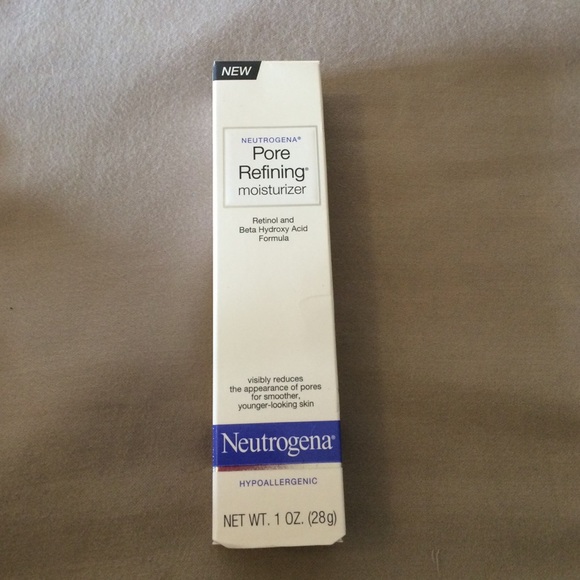 NEW
NEUTROGENA®
Pore
Refining®
moisturizer
Retinol and
Beta Hydroxy Acid
Formula
visibly reduces
the appearance of pores
for smoother,
younger-looking skin
Neutrogena®
HYPOALLERGENIC
NET WT. 1 OZ. (28g)